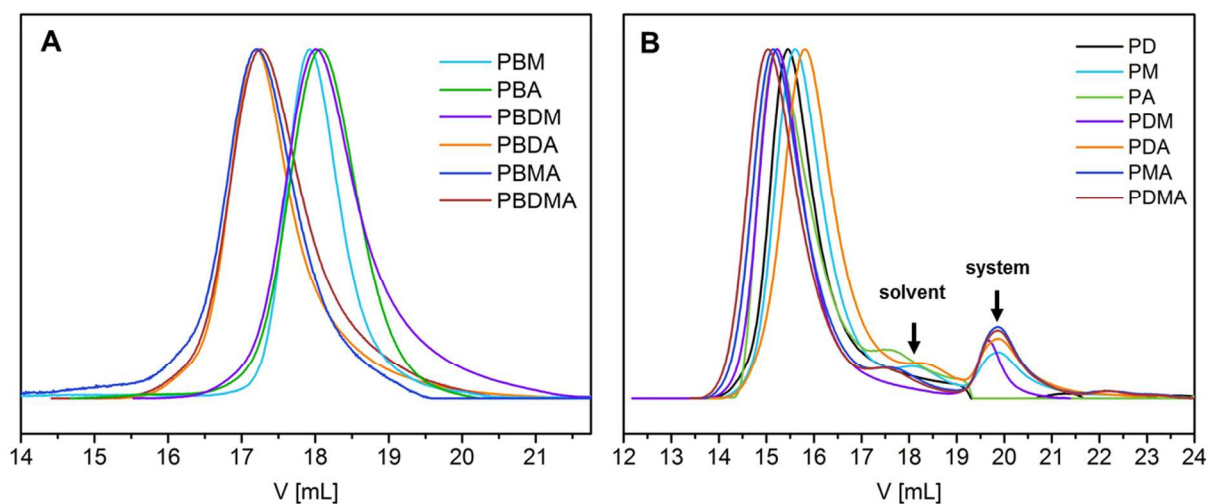 A
PBM
PBA
PBDM
PBDA
PBMA
PBDMA
14 15 16 17 18 19 20 21
V [mL]
B
PD
PM
PA
PDM
PDA
PMA
PDMA
solvent
system
12 13 14 15 16 17 18 19 20 21 22 23 24
V [mL]